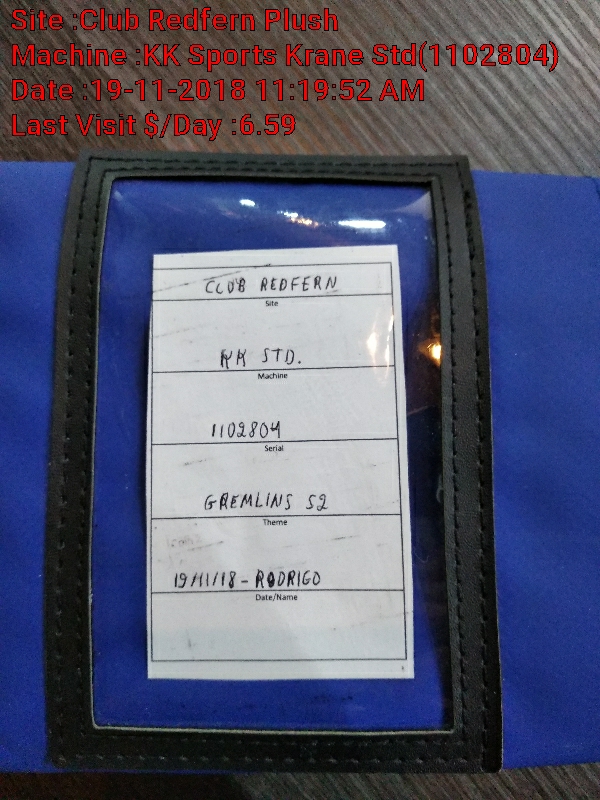 Site :Club Redfern Plush
Machine :KK Sports Krane Std(1102804)
Date :19-11-2018 11:19:52 AM
Last Visit $/Day :6.59
CLUB REDFERN
Site
KK STD.
Machine
1102804
Serial
GREMLINS S2
Theme
19/11/18 - RODRIGO
Date/Name